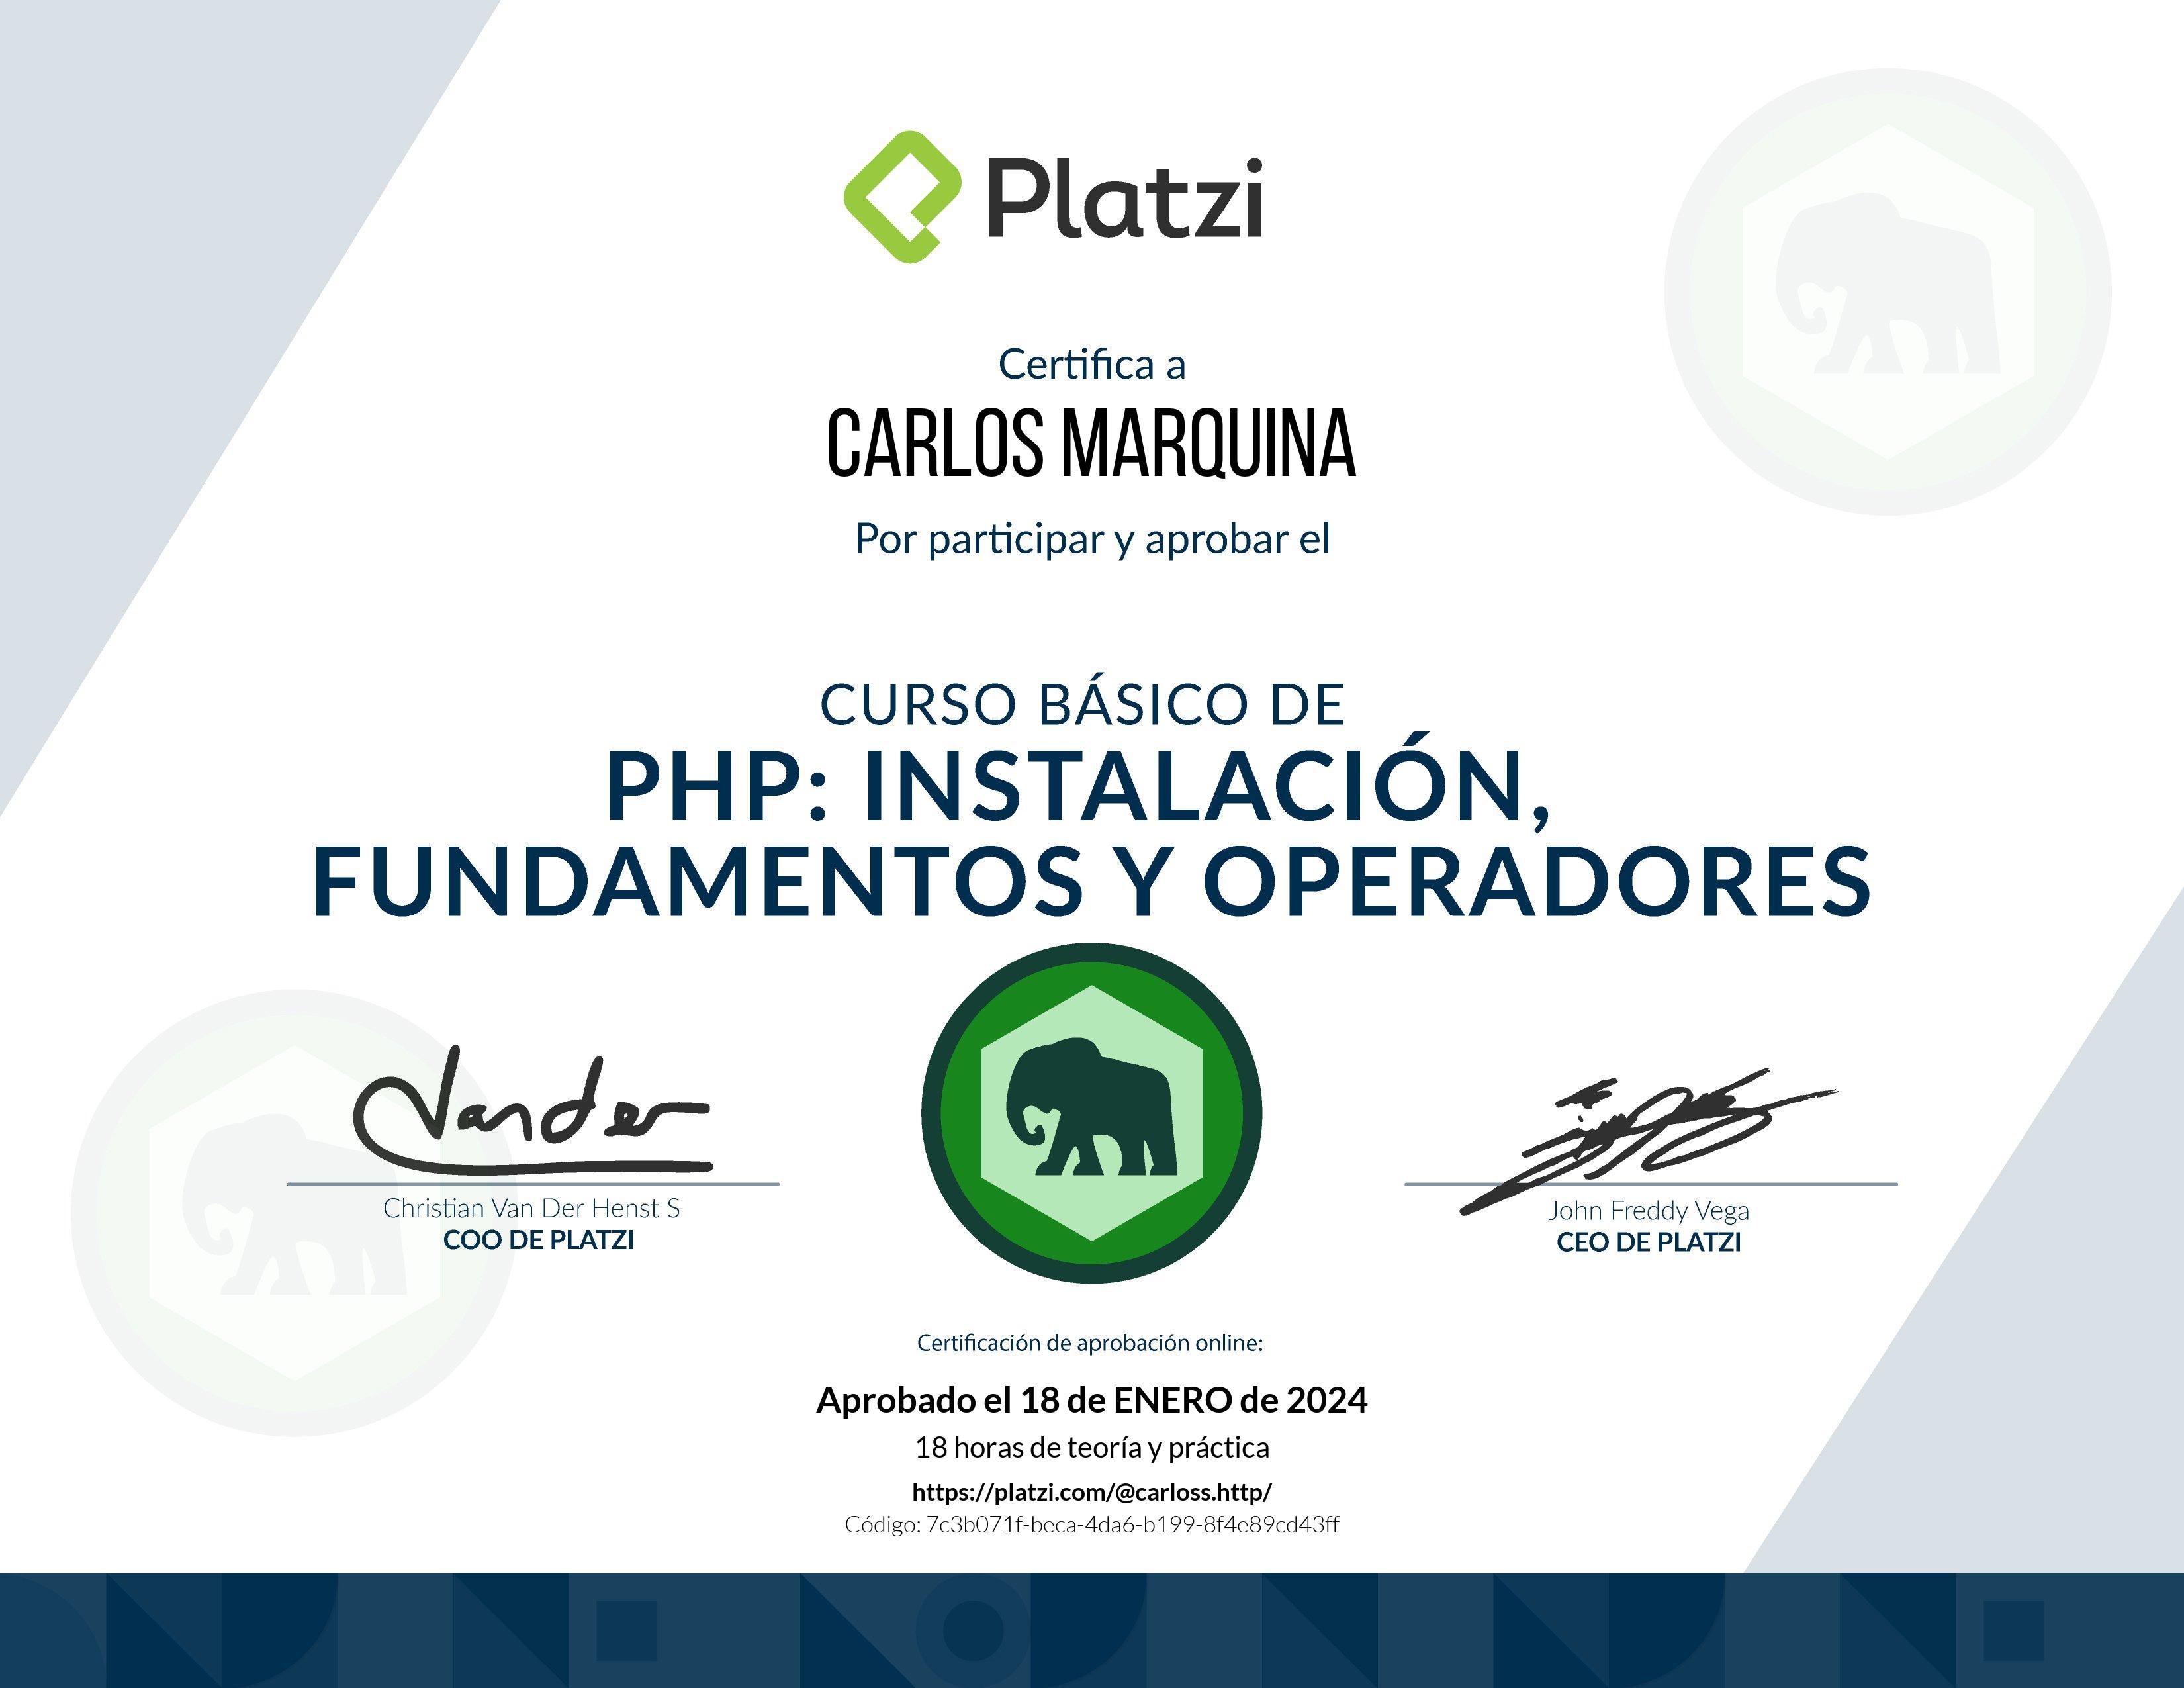 Platzi
Certifica a
CARLOS MARQUINA
Por participar y aprobar el
CURSO BÁSICO DE
PHP: INSTALACIÓN,
FUNDAMENTOS Y OPERADORES
Vander
Christian Van Der Henst S
COO DE PLATZI
John Freddy Vega
CEO DE PLATZI
Certificación de aprobación online:
Aprobado el 18 de ENERO de 2024
18 horas de teoría y práctica
https://platzi.com/@carloss.http/
Código: 7c3b071f-beca-4da6-b199-8f4e89cd43ff